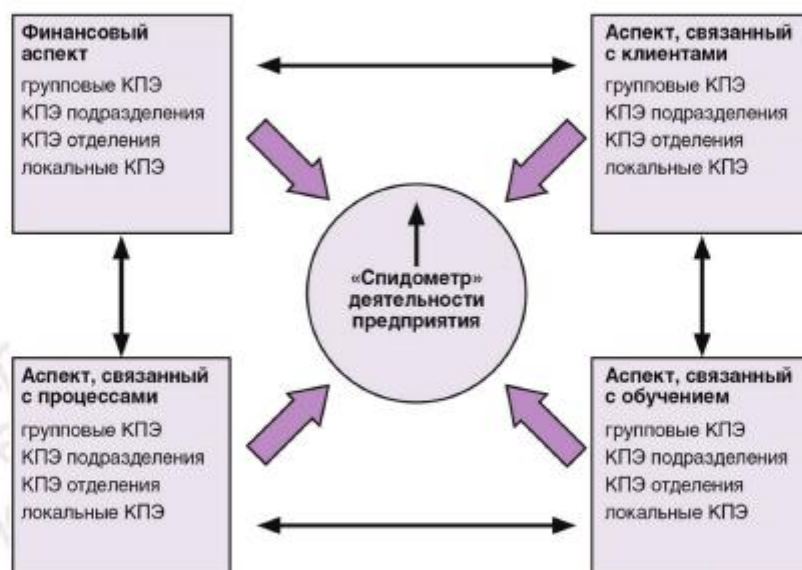 Финансовый
аспект
групповые КПЭ
КПЭ подразделения
КПЭ отделения
локальные КПЭ
Аспект, связанный
с клиентами
групповые КПЭ
КПЭ подразделения
КПЭ отделения
локальные КПЭ
«Спидометр»
деятельности
предприятия
Аспект, связанный
с процессами
групповые КПЭ
КПЭ подразделения
КПЭ отделения
локальные КПЭ
Аспект, связанный
с обучением
групповые КПЭ
КПЭ подразделения
КПЭ отделения
локальные КПЭ